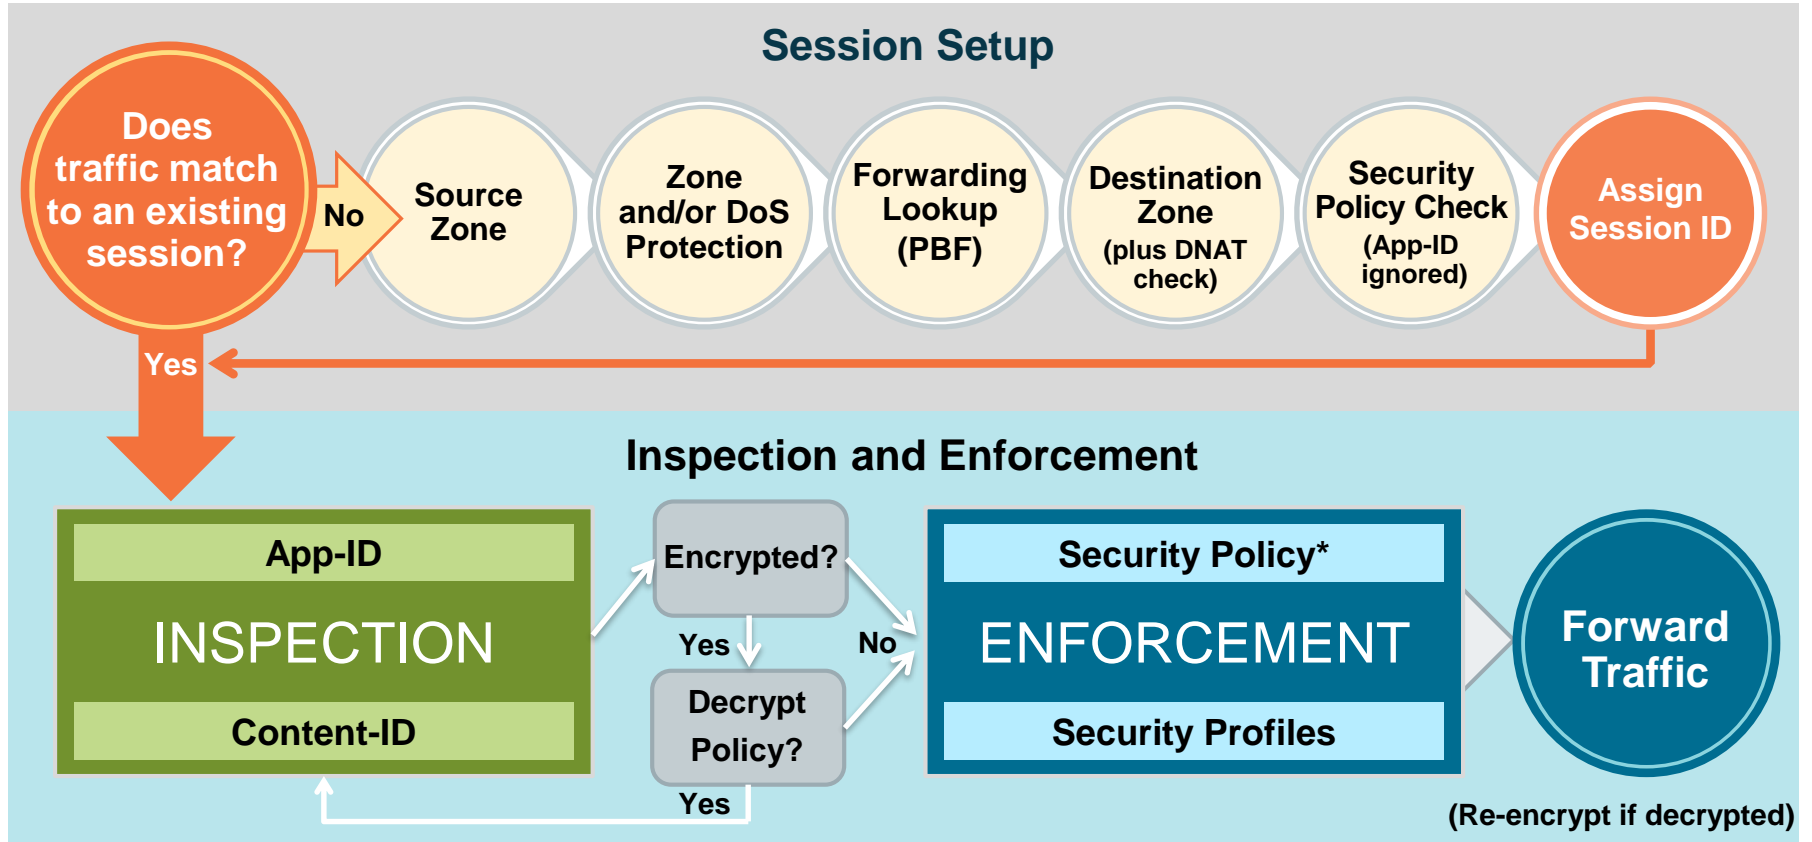 Session Setup
Does
traffic match
to an existing
session?
No
Source
Zone
Zone
and/or DoS
Protection
Forwarding
Lookup
(PBF)
Destination
Zone
(plus DNAT
check)
Security
Policy Check
(App-ID
ignored)
Assign
Session ID
Yes
Inspection and Enforcement
App-ID
INSPECTION
Content-ID
Encrypted?
Yes
No
Decrypt
Policy?
Yes
Security Policy*
ENFORCEMENT
Security Profiles
Forward
Traffic
(Re-encrypt if decrypted)